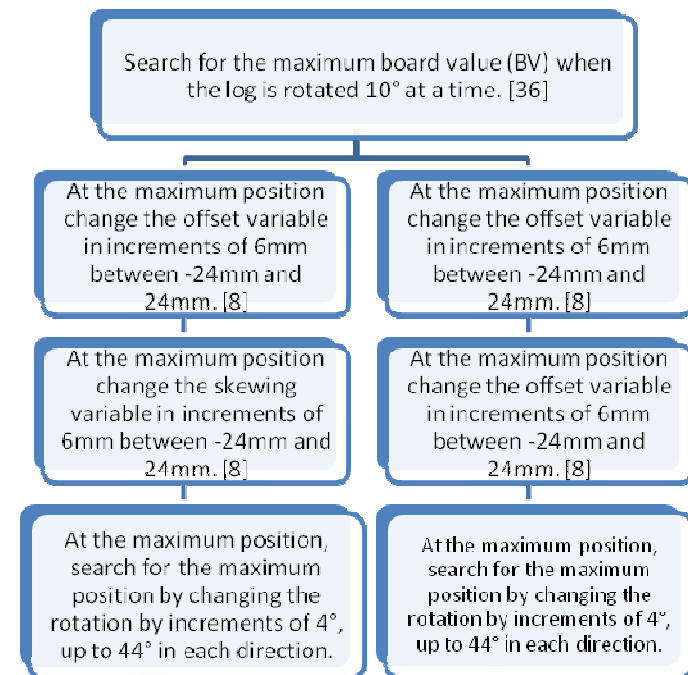 Search for the maximum board value (BV) when
the log is rotated 10° at a time. [36]
At the maximum position
change the offset variable
in increments of 6mm
between -24mm and
24mm. [8]
At the maximum position
change the offset variable
in increments of 6mm
between -24mm and
24mm. [8]
At the maximum position
change the skewing
variable in increments of
6mm between -24mm and
24mm. [8]
At the maximum position
change the offset variable
in increments of 6mm
between -24mm and
24mm. [8]
At the maximum position,
search for the maximum
position by changing the
rotation by increments of 4°,
up to 44° in each direction.
At the maximum position,
search for the maximum
position by changing the
rotation by increments of 4°,
up to 44° in each direction.